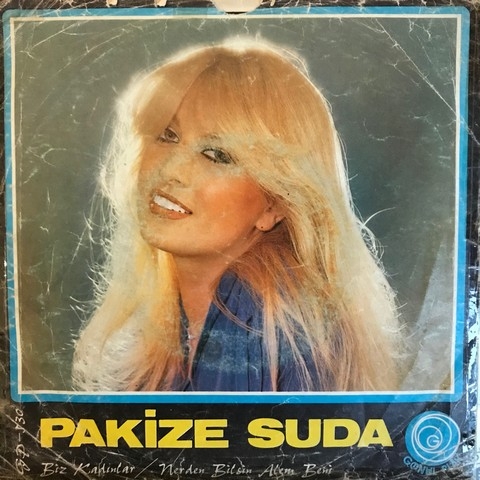 PAKİZE SUDA
Biz Kadınlar / Nerden Bilsin Alem Beni
G